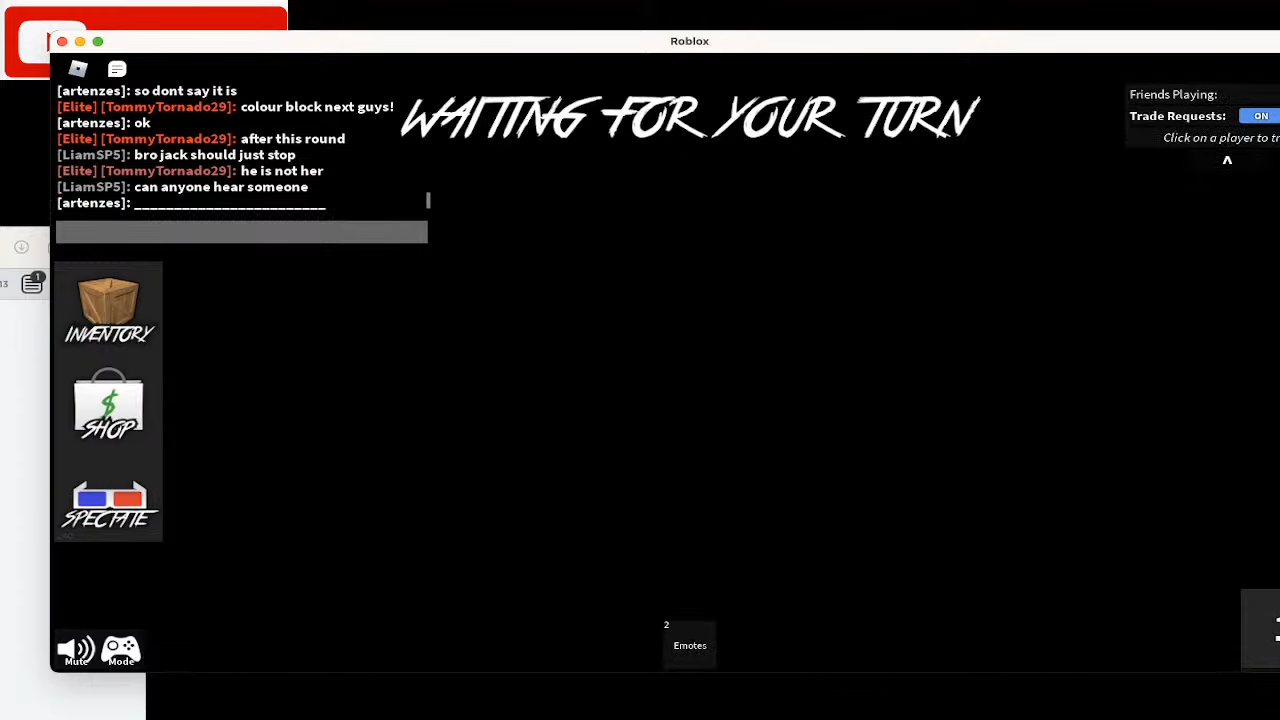 Roblox
[artenzes]: so dont say it is
[Elite] [TommyTornado29]: colour block next guys!
[artenzes]: ok
[Elite] [TommyTornado29]: after this round
[LiamSP5]: bro jack should just stop
[Elite] [TommyTornado29]: he is not her
[LiamSP5]: can anyone hear someone
[artenzes]: ________________________
WAITING FOR YOUR TURN
Friends Playing:
Trade Requests: ON
Click on a player to tr
^
13
1
INVENTORY
$
SHOP
SPECTATE
Mute
Mode
2
Emotes